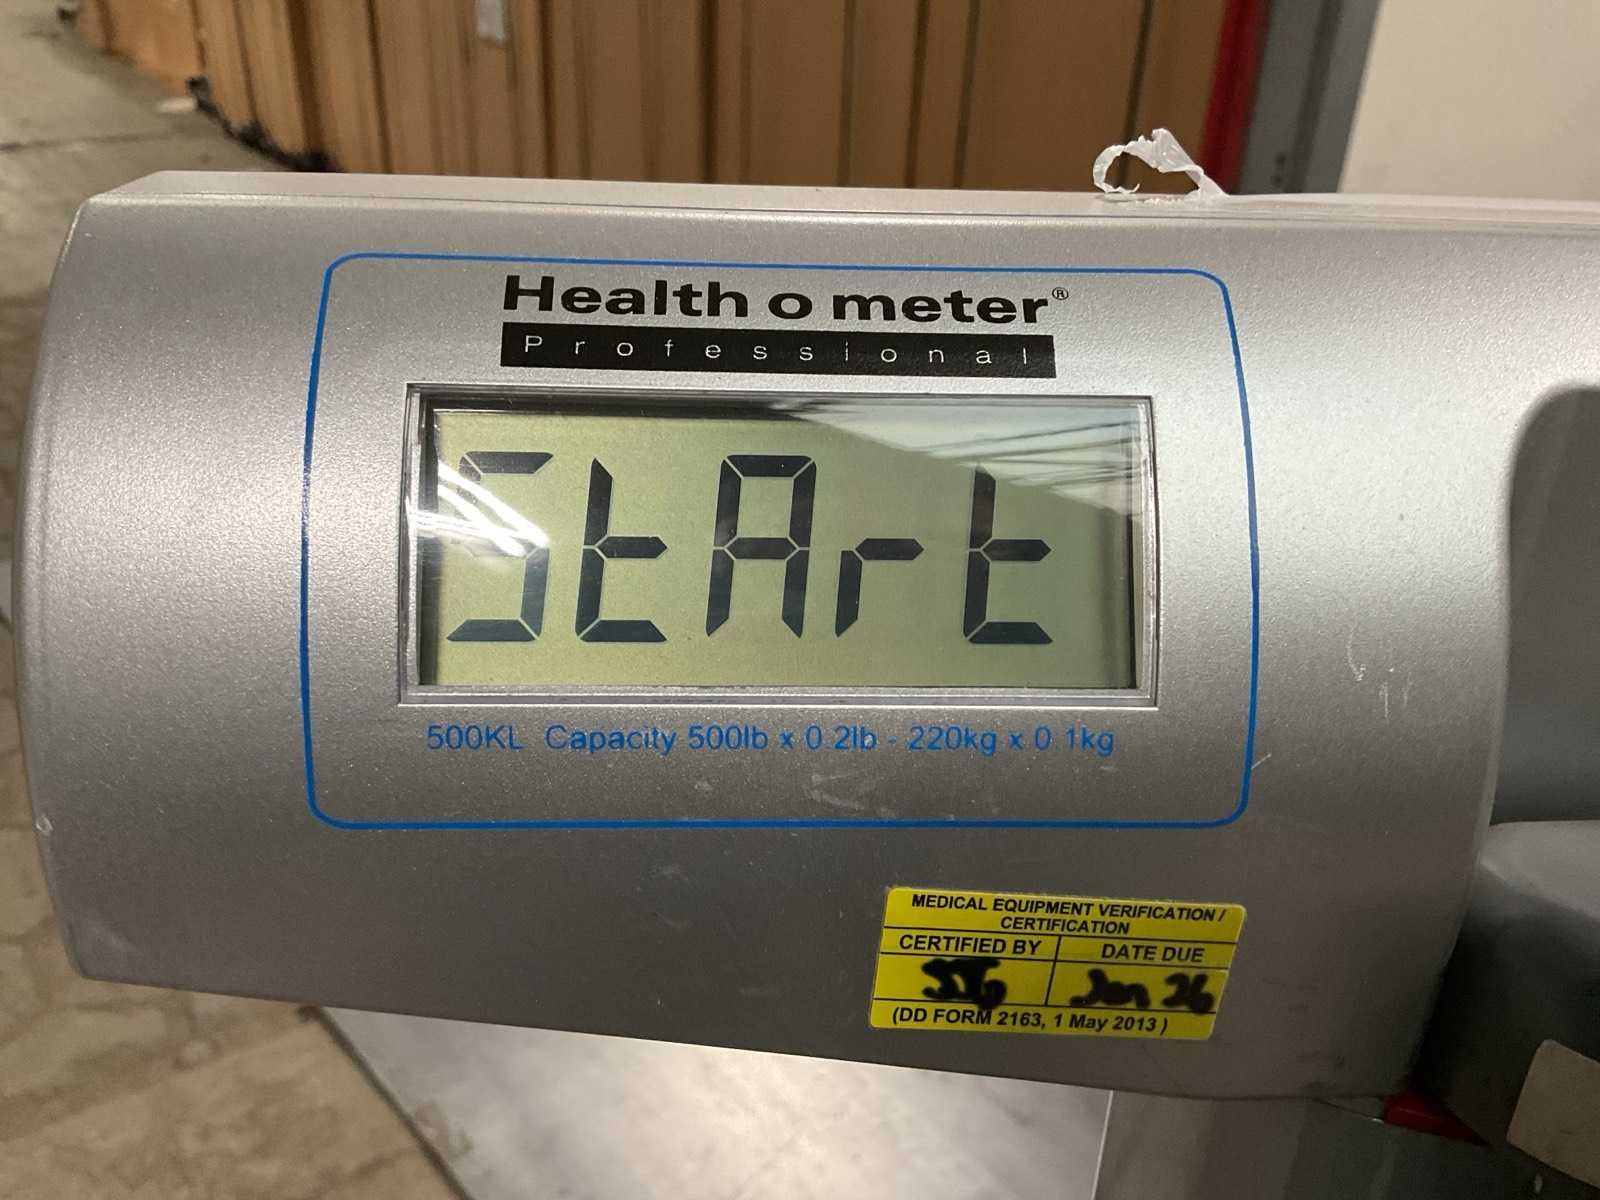 Health o meter®
Professional
StArt
500KL Capacity 500lb x 0.2lb - 220kg x 0.1kg
MEDICAL EQUIPMENT VERIFICATION /
CERTIFICATION
CERTIFIED BY DATE DUE
Jan 26
(DD FORM 2163, 1 May 2013)